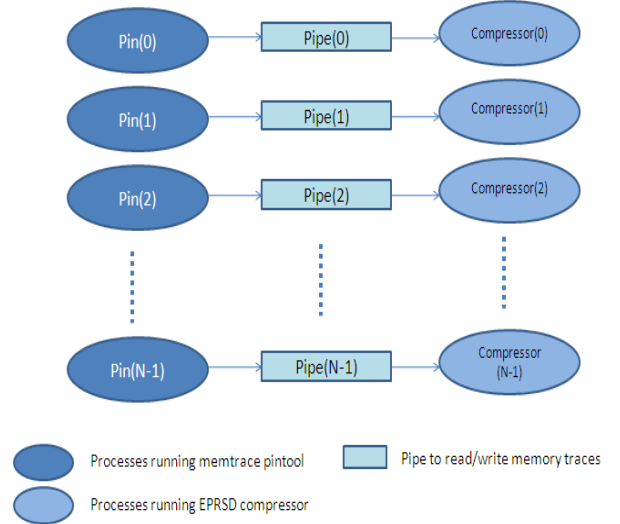 Pin(0) Pipe(0) Compressor(0)
Pin(1) Pipe(1) Compressor(1)
Pin(2) Pipe(2) Compressor(2)
Pin(N-1) Pipe(N-1) Compressor
(N-1)
Processes running memtrace pintool
Pipe to read/write memory traces
Processes running EPRSD compressor